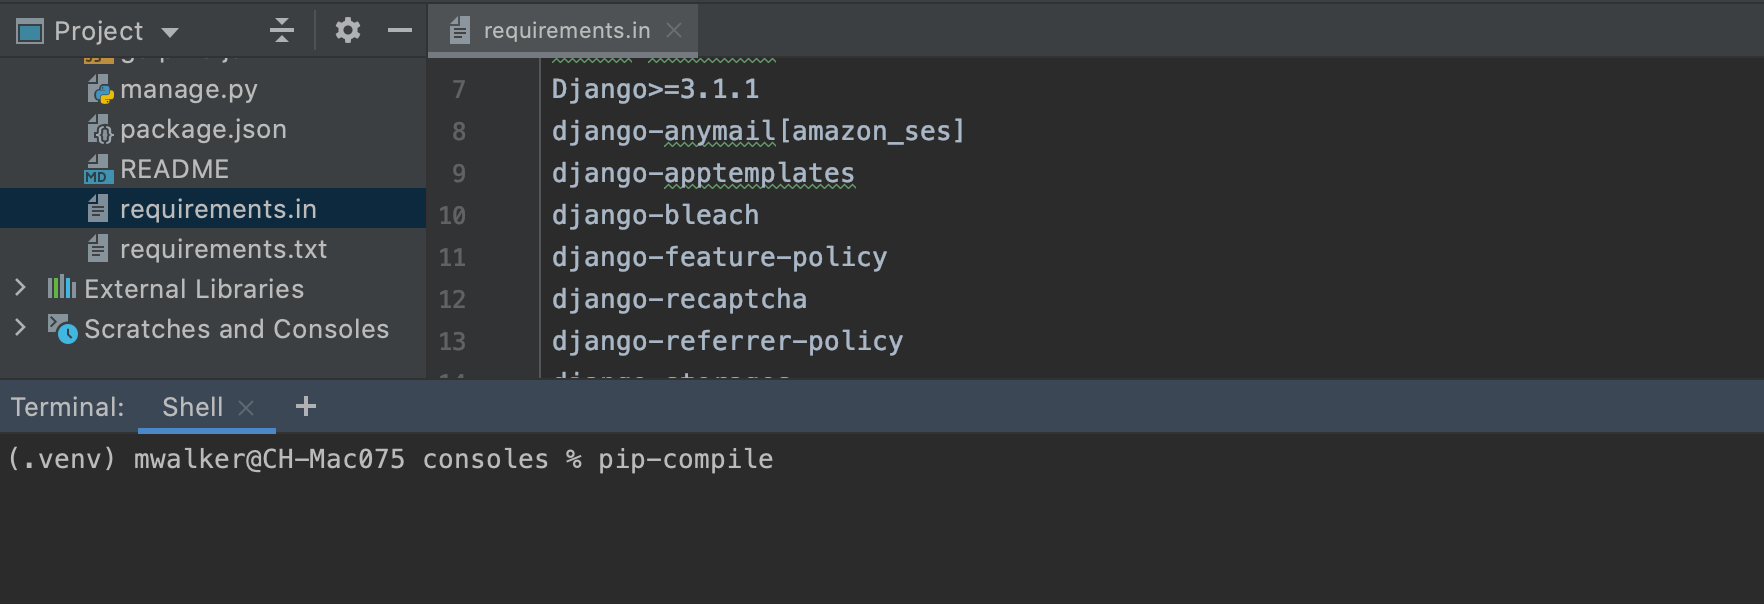 Project
requirements.in
manage.py
package.json
MD README
requirements.in
requirements.txt
External Libraries
Scratches and Consoles
7 Django>=3.1.1
8 django-anymail[amazon_ses]
9 django-apptemplates
10 django-bleach
11 django-feature-policy
12 django-recaptcha
13 django-referrer-policy
Terminal: Shell
(.venv) mwalker@CH-Mac075 consoles % pip-compile